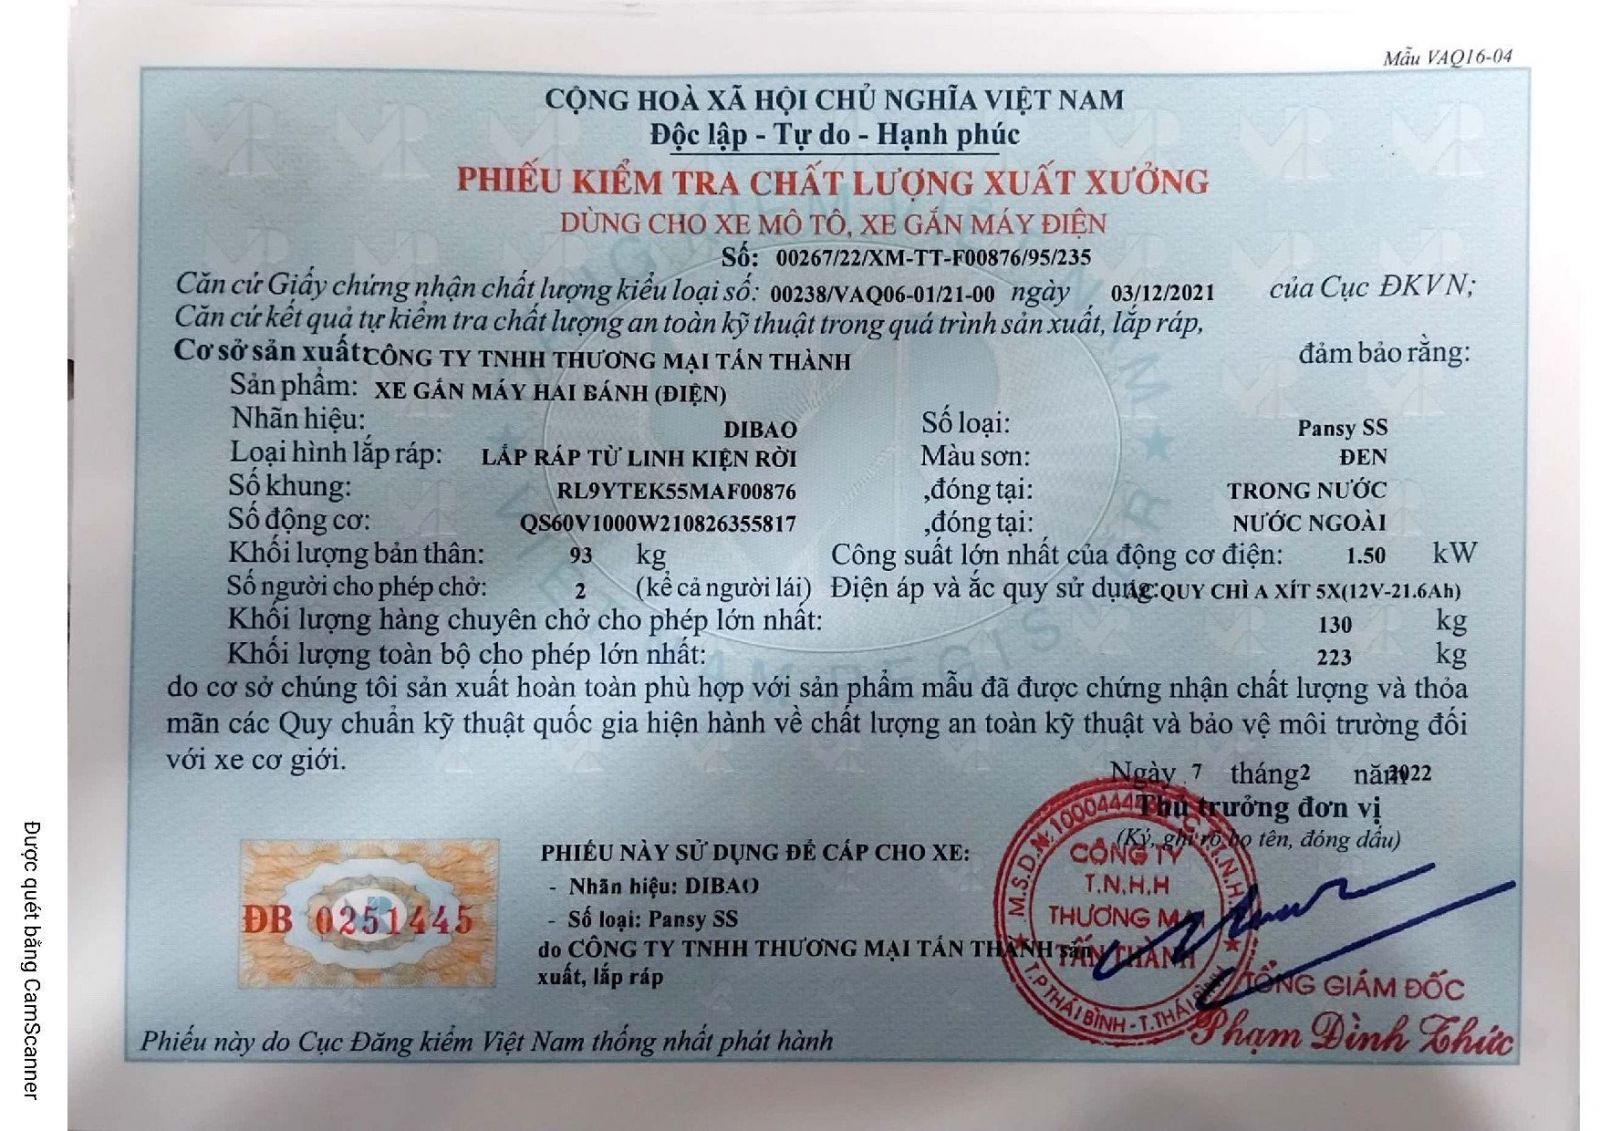 Mẫu VAQ16-04
CỘNG HOÀ XÃ HỘI CHỦ NGHĨA VIỆT NAM
Độc lập - Tự do - Hạnh phúc
PHIẾU KIỂM TRA CHẤT LƯỢNG XUẤT XƯỞNG
DÙNG CHO XE MÔ TÔ, XE GẮN MÁY ĐIỆN
Số: 00267/22/XM-TT-F00876/95/235
Căn cứ Giấy chứng nhận chất lượng kiểu loại số: 00238/VAQ06-01/21-00 ngày 03/12/2021 của Cục ĐKVN;
Căn cứ kết quả tự kiểm tra chất lượng an toàn kỹ thuật trong quá trình sản xuất, lắp ráp,
Cơ sở sản xuất: CÔNG TY TNHH THƯƠNG MẠI TẤN THÀNH đảm bảo rằng:
Sản phẩm: XE GẮN MÁY HAI BÁNH (ĐIỆN)
Nhãn hiệu: DIBAO Số loại: Pansy SS
Loại hình lắp ráp: LẮP RÁP TỪ LINH KIỆN RỜI Màu sơn: ĐEN
Số khung: RL9YTEK55MAF00876 ,đóng tại: TRONG NƯỚC
Số động cơ: QS60V1000W210826355817 ,đóng tại: NƯỚC NGOÀI
Khối lượng bản thân: 93 kg Công suất lớn nhất của động cơ điện: 1.50 kW
Số người cho phép chở: 2 (kể cả người lái) Điện áp và ắc quy sử dụng: ẮC QUY CHÌ A XÍT 5X(12V-21.6Ah)
Khối lượng hàng chuyên chở cho phép lớn nhất: 130 kg
Khối lượng toàn bộ cho phép lớn nhất: 223 kg
do cơ sở chúng tôi sản xuất hoàn toàn phù hợp với sản phẩm mẫu đã được chứng nhận chất lượng và thỏa
mãn các Quy chuẩn kỹ thuật quốc gia hiện hành về chất lượng an toàn kỹ thuật và bảo vệ môi trường đối
với xe cơ giới.
Ngày 7 tháng 2 năm 2022
Thủ trưởng đơn vị
(Ký, ghi rõ họ tên, đóng dấu)
PHIẾU NÀY SỬ DỤNG ĐỂ CẤP CHO XE:
- Nhãn hiệu: DIBAO
- Số loại: Pansy SS
do CÔNG TY TNHH THƯƠNG MẠI TẤN THÀNH sản
xuất, lắp ráp
ĐB 0251445
CÔNG TY
T.N.H.H
THƯƠNG MẠI
TẤN THÀNH
T.P THÁI BÌNH - T.THÁI BÌNH
TỔNG GIÁM ĐỐC
Phạm Đình Thức
Phiếu này do Cục Đăng kiểm Việt Nam thống nhất phát hành
Được quét bằng CamScanner